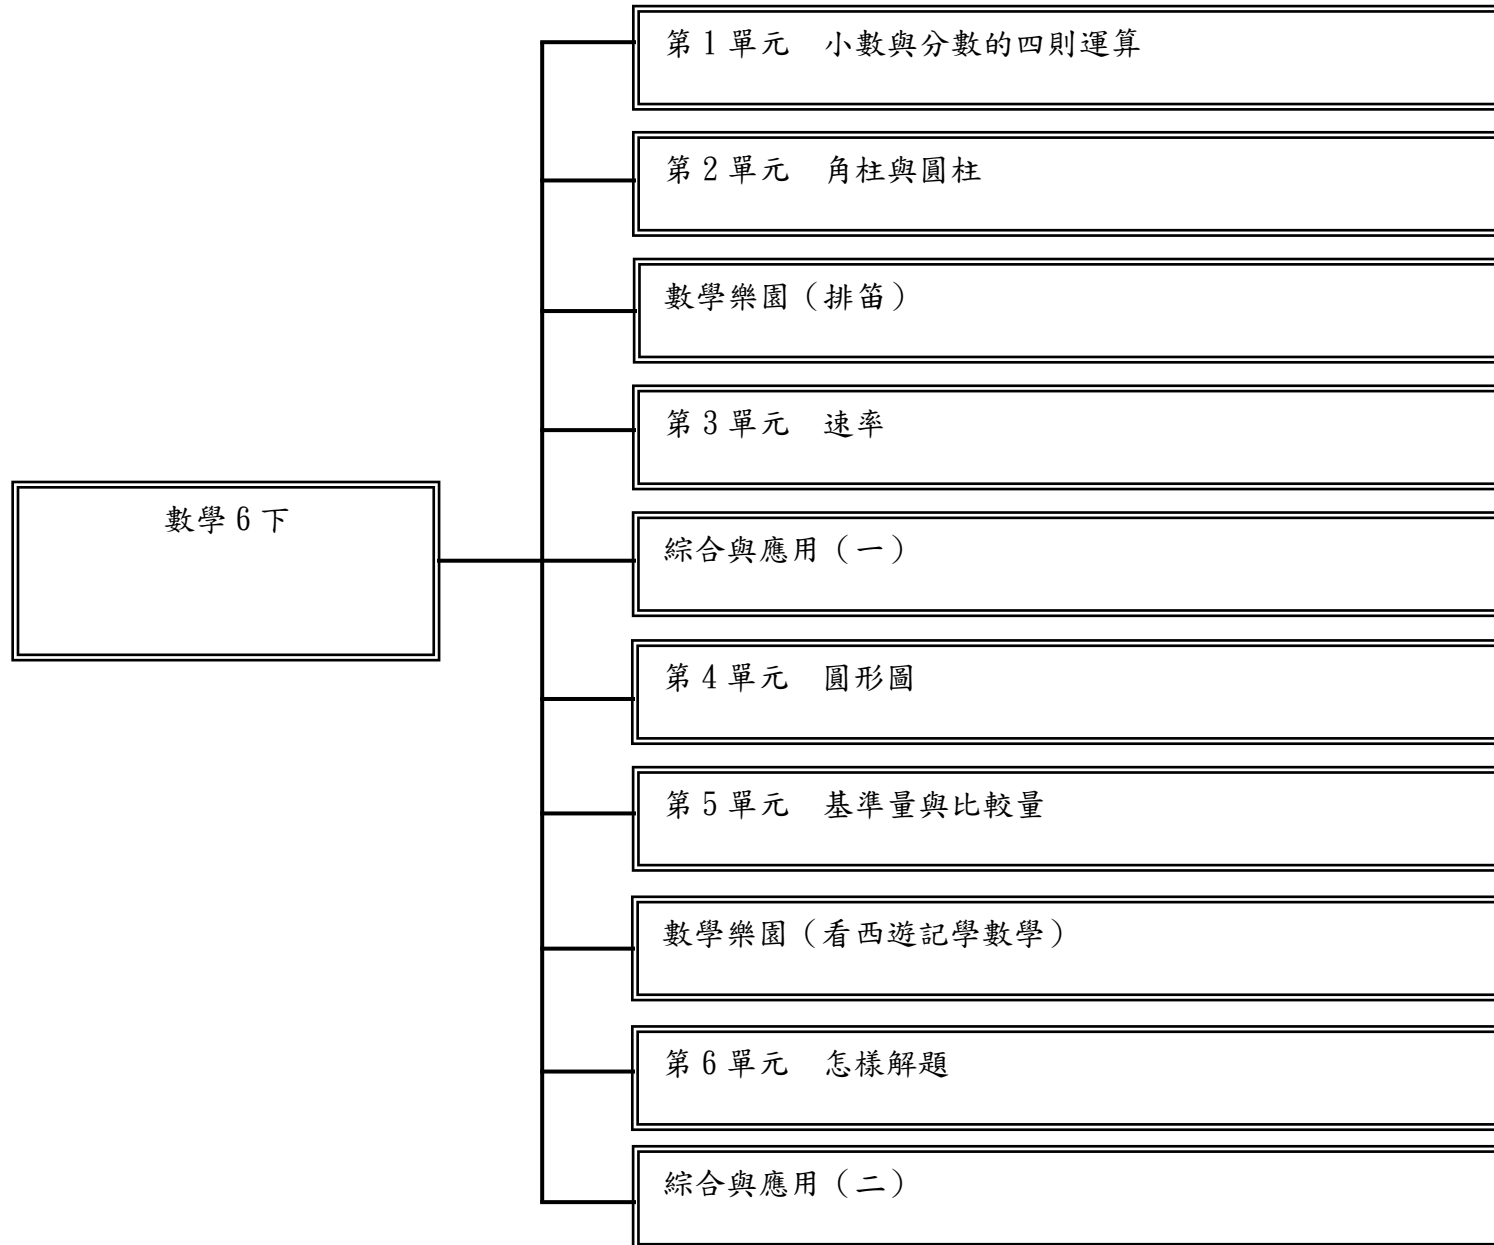 第1單元　小數與分數的四則運算
第2單元　角柱與圓柱
數學樂園（排笛）
第3單元　速率
數學6下
綜合與應用（一）
第4單元　圓形圖
第5單元　基準量與比較量
數學樂園（看西遊記學數學）
第6單元　怎樣解題
綜合與應用（二）